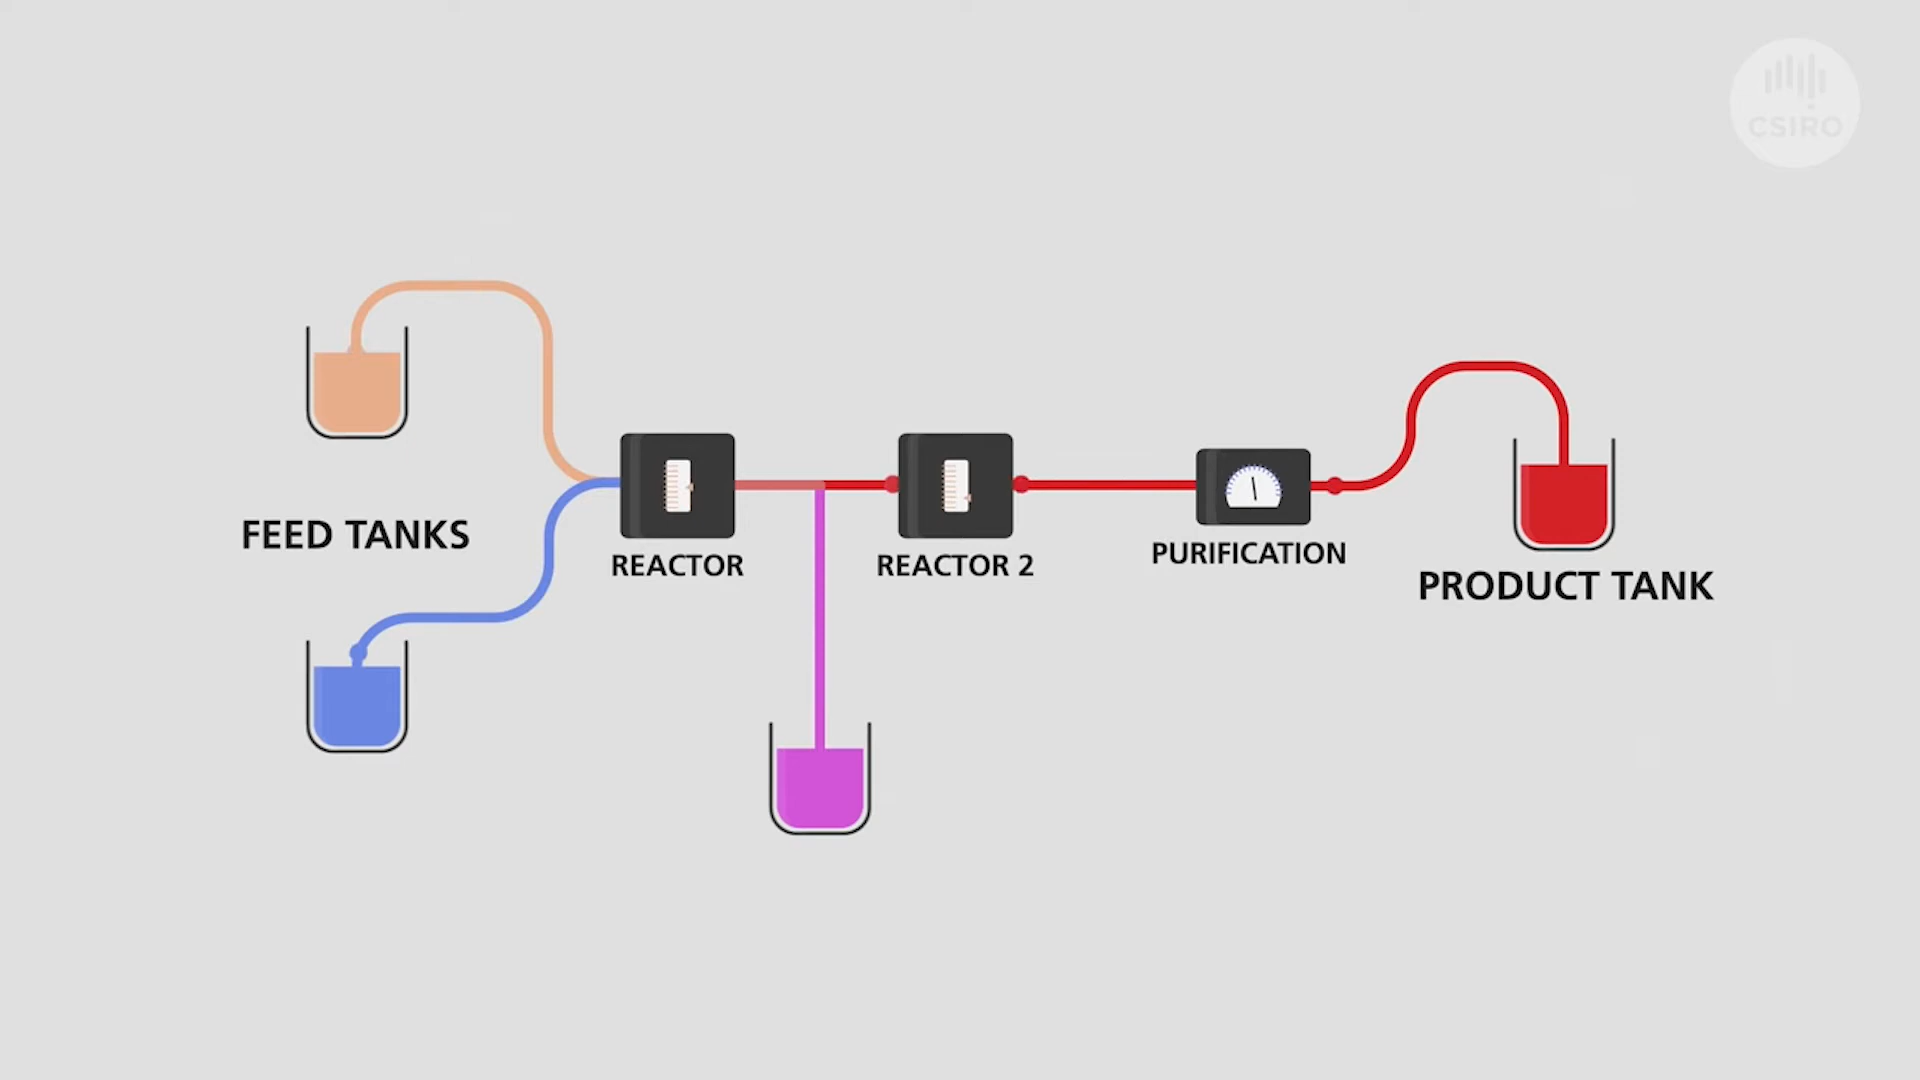 CSIRO
FEED TANKS
REACTOR
REACTOR 2
PURIFICATION
PRODUCT TANK